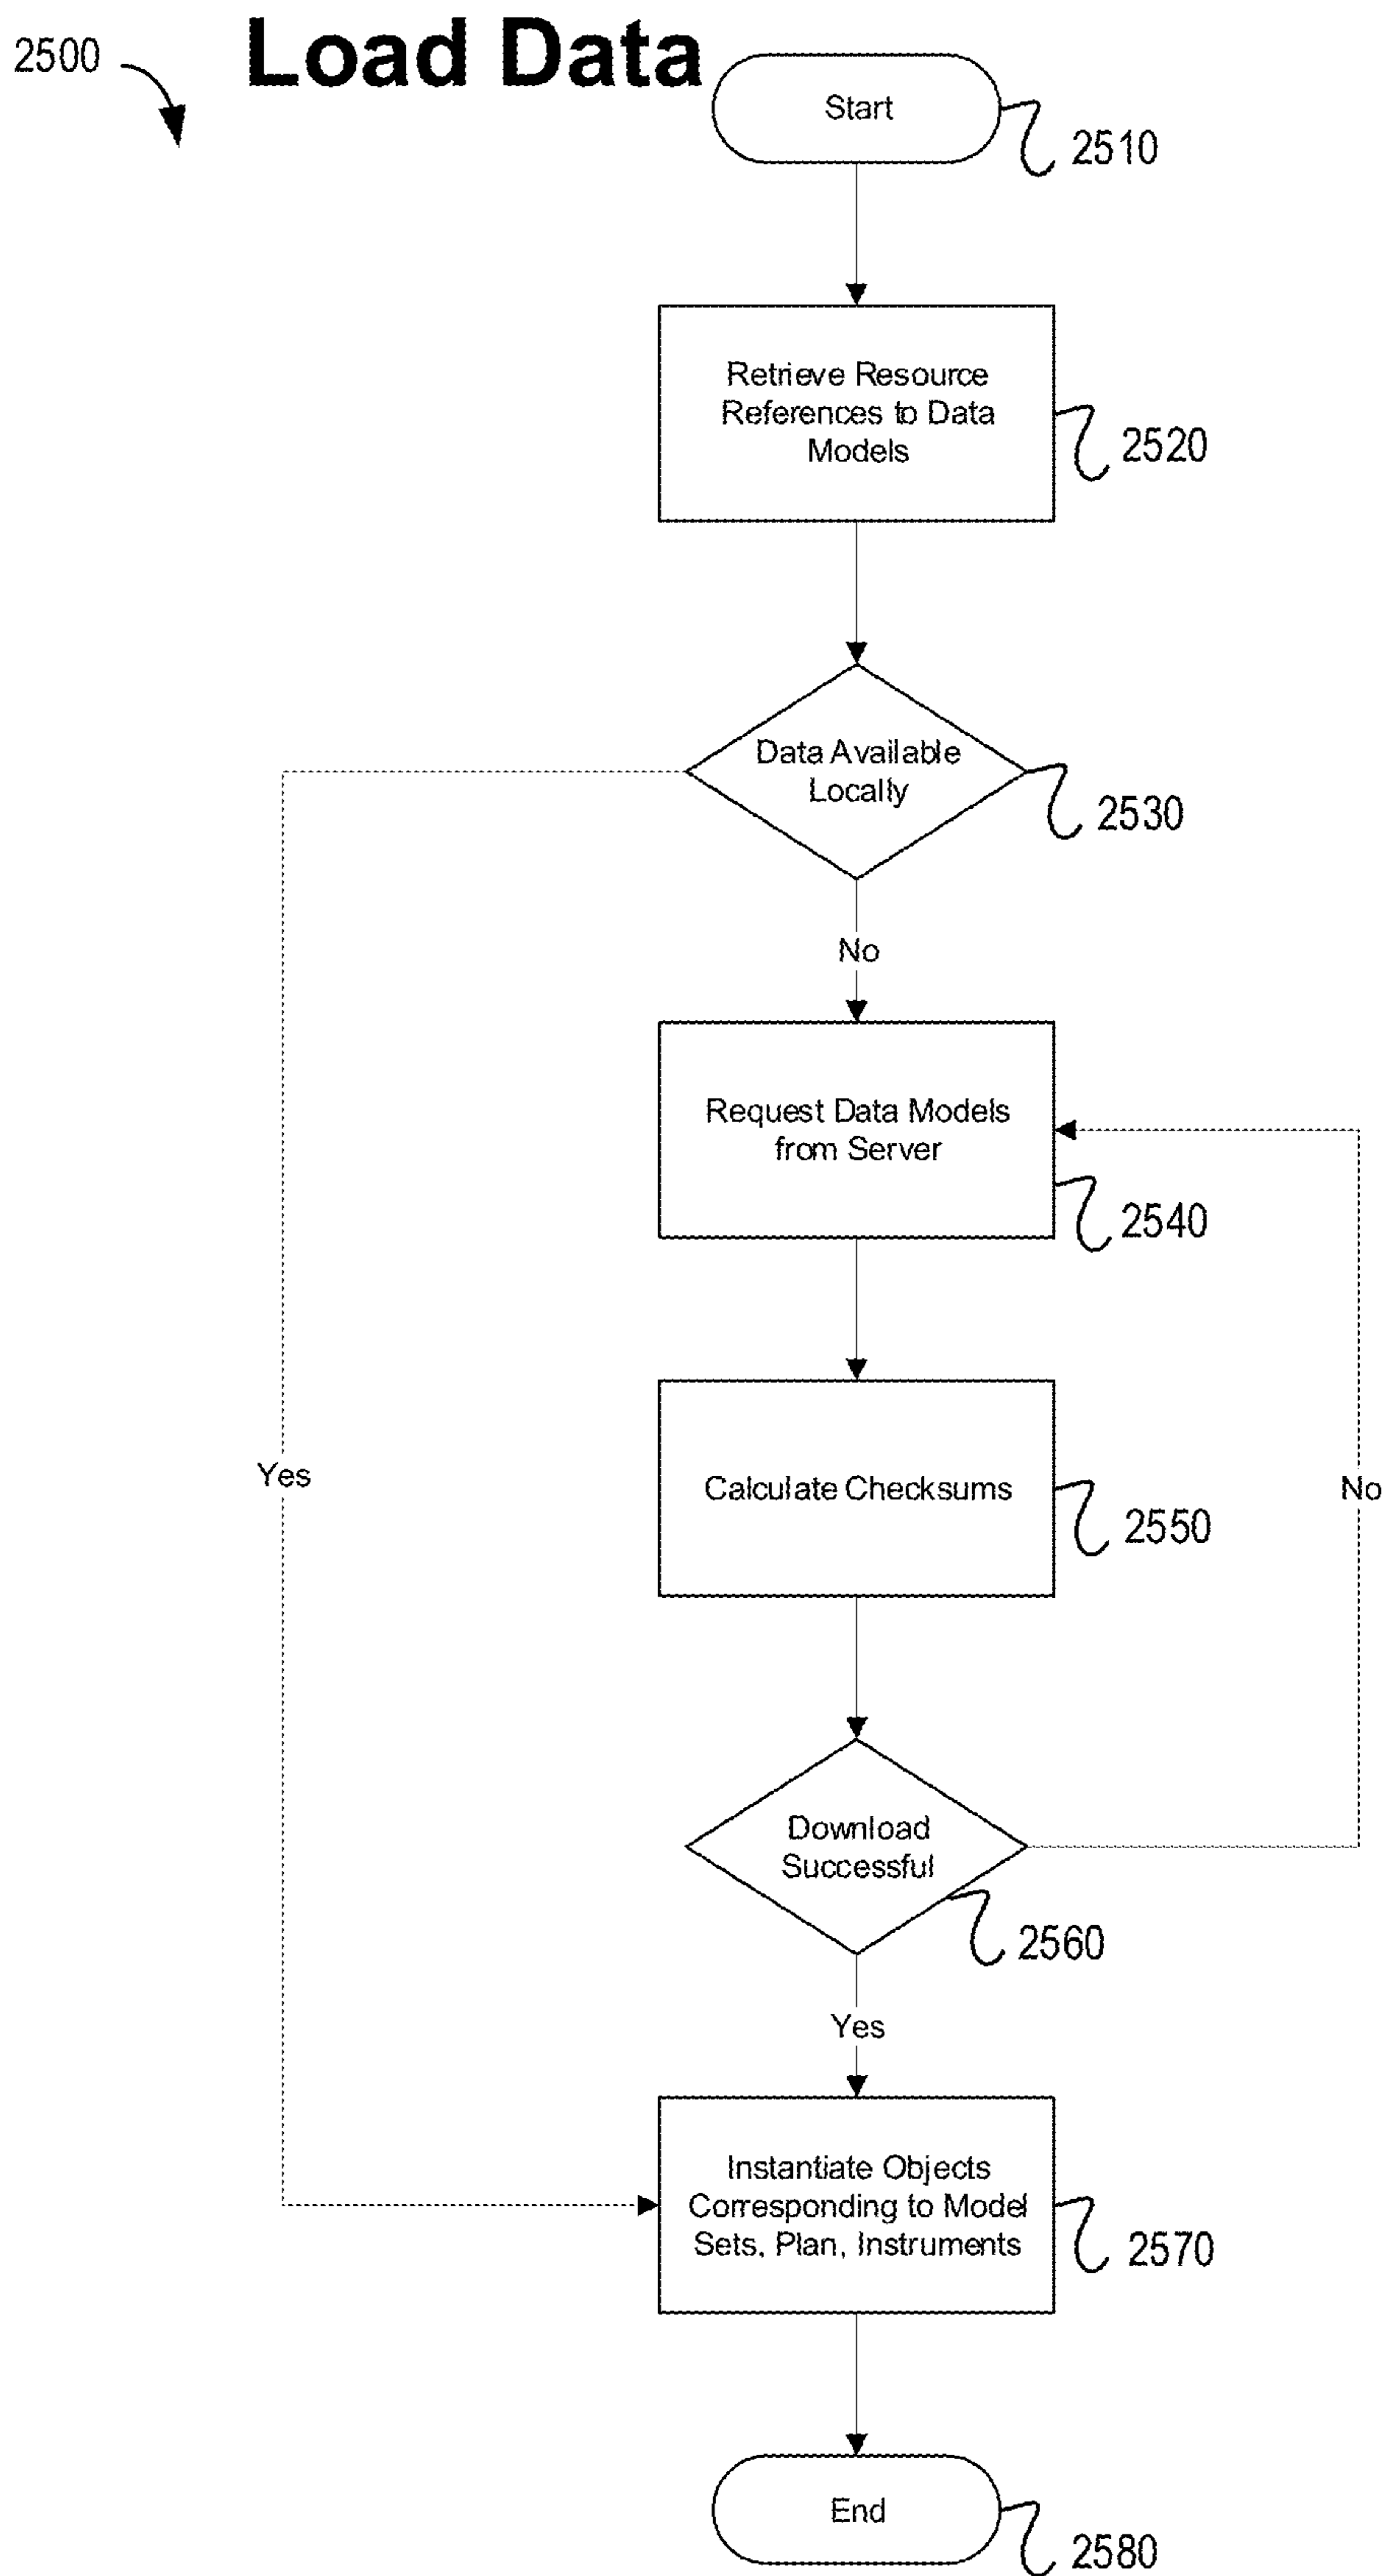 2500
Load Data
Start
2510
Retrieve Resource
References to Data
Models
2520
Data Available
Locally
2530
No
Request Data Models
from Server
2540
Calculate Checksums
2550
Yes
No
Download
Successful
2560
Yes
Instantiate Objects
Corresponding to Model
Sets, Plan, Instruments
2570
End
2580